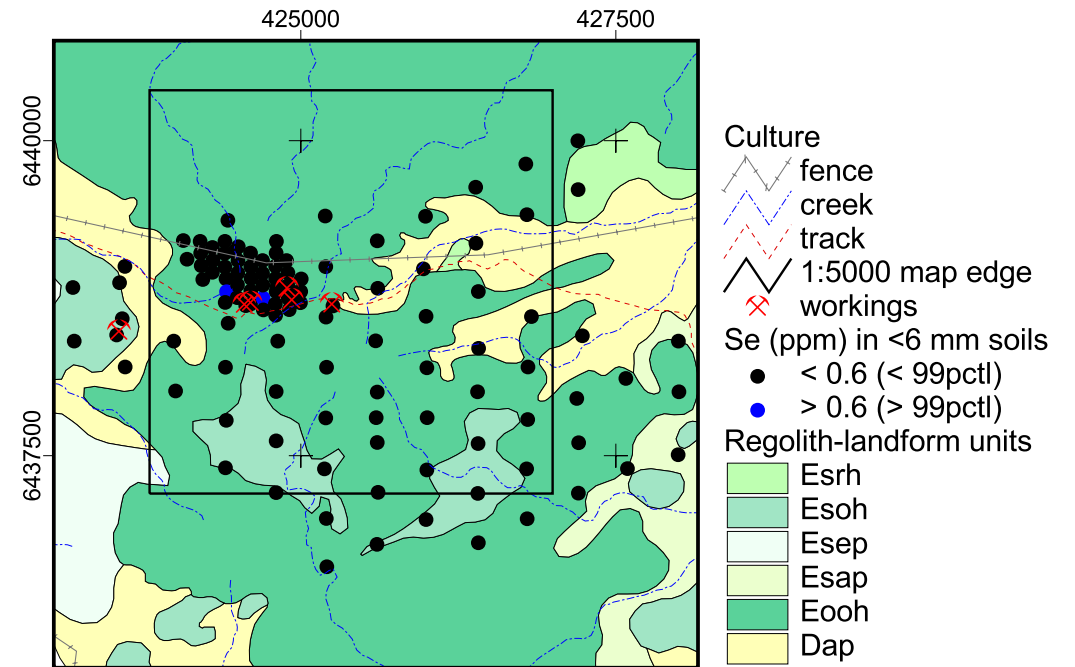 425000
427500
6440000
6437500
Culture
fence
creek
track
1:5000 map edge
workings
Se (ppm) in <6 mm soils
< 0.6 (< 99pctl)
> 0.6 (> 99pctl)
Regolith-landform units
Esrh
Esoh
Esep
Esap
Eooh
Dap